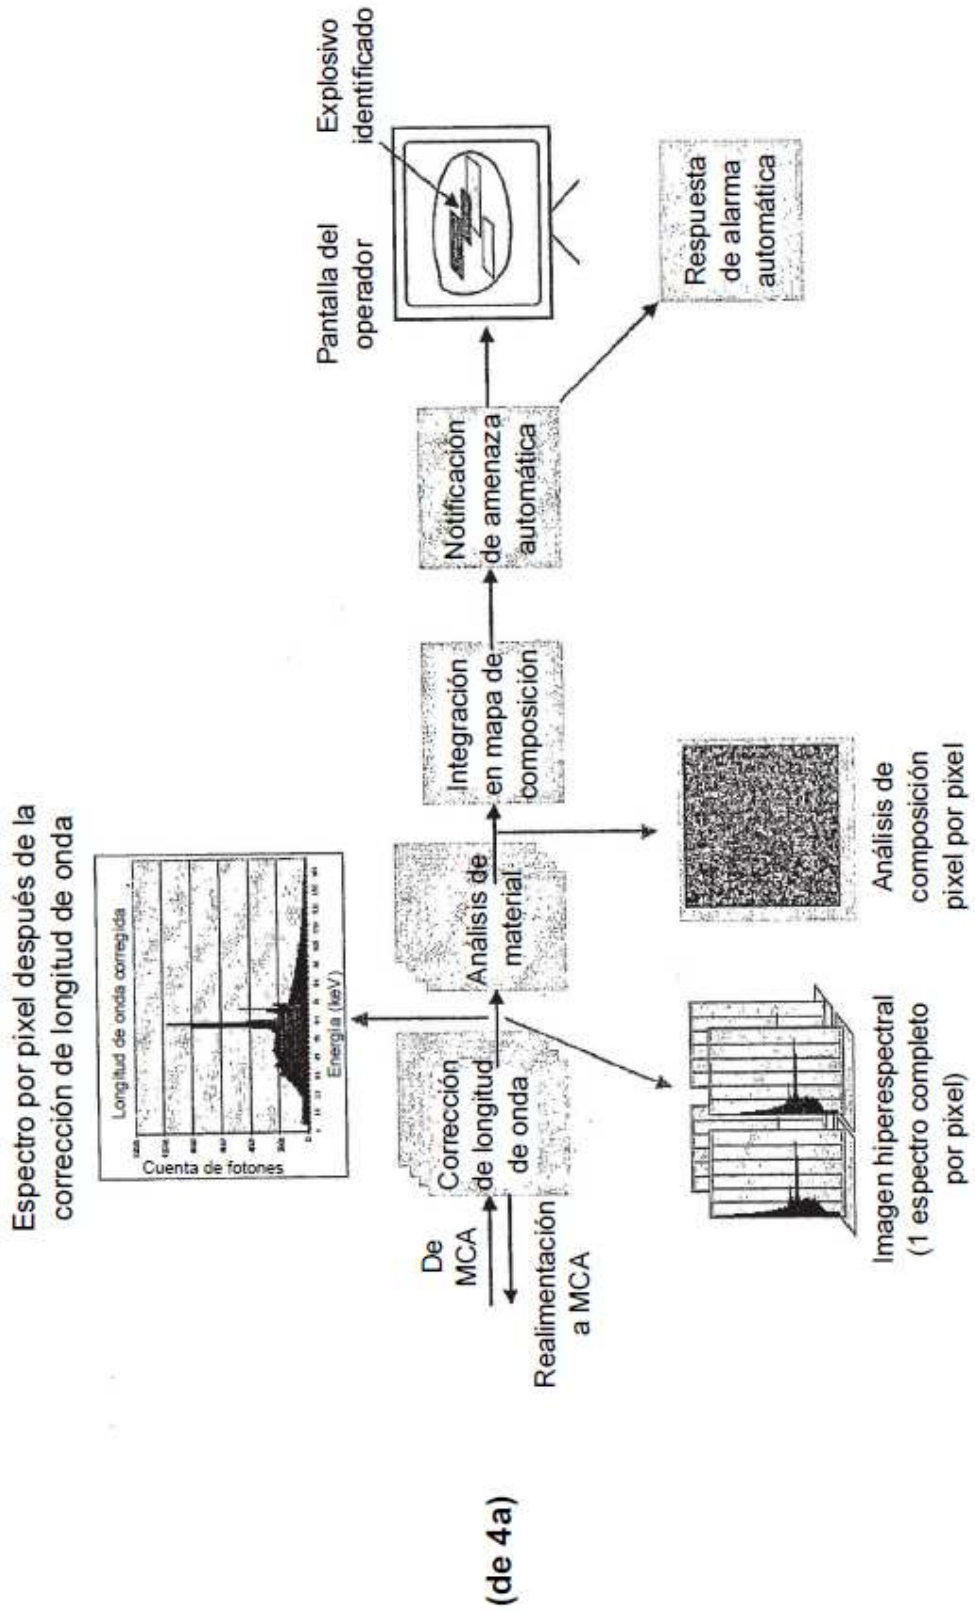 Espectro por pixel después de la
corrección de longitud de onda
Longitud de onda corregida
Cuenta de fotones
Energía (keV)
(de 4a)
De
MCA
Realimentación
a MCA
Corrección
de longitud
de onda
Análisis de
material
Integración
en mapa de
composición
Notificación
de amenaza
automática
Pantalla del
operador
Explosivo
identificado
Respuesta
de alarma
automática
Imagen hiperespectral
(1 espectro completo
por pixel)
Análisis de
composición
pixel por pixel